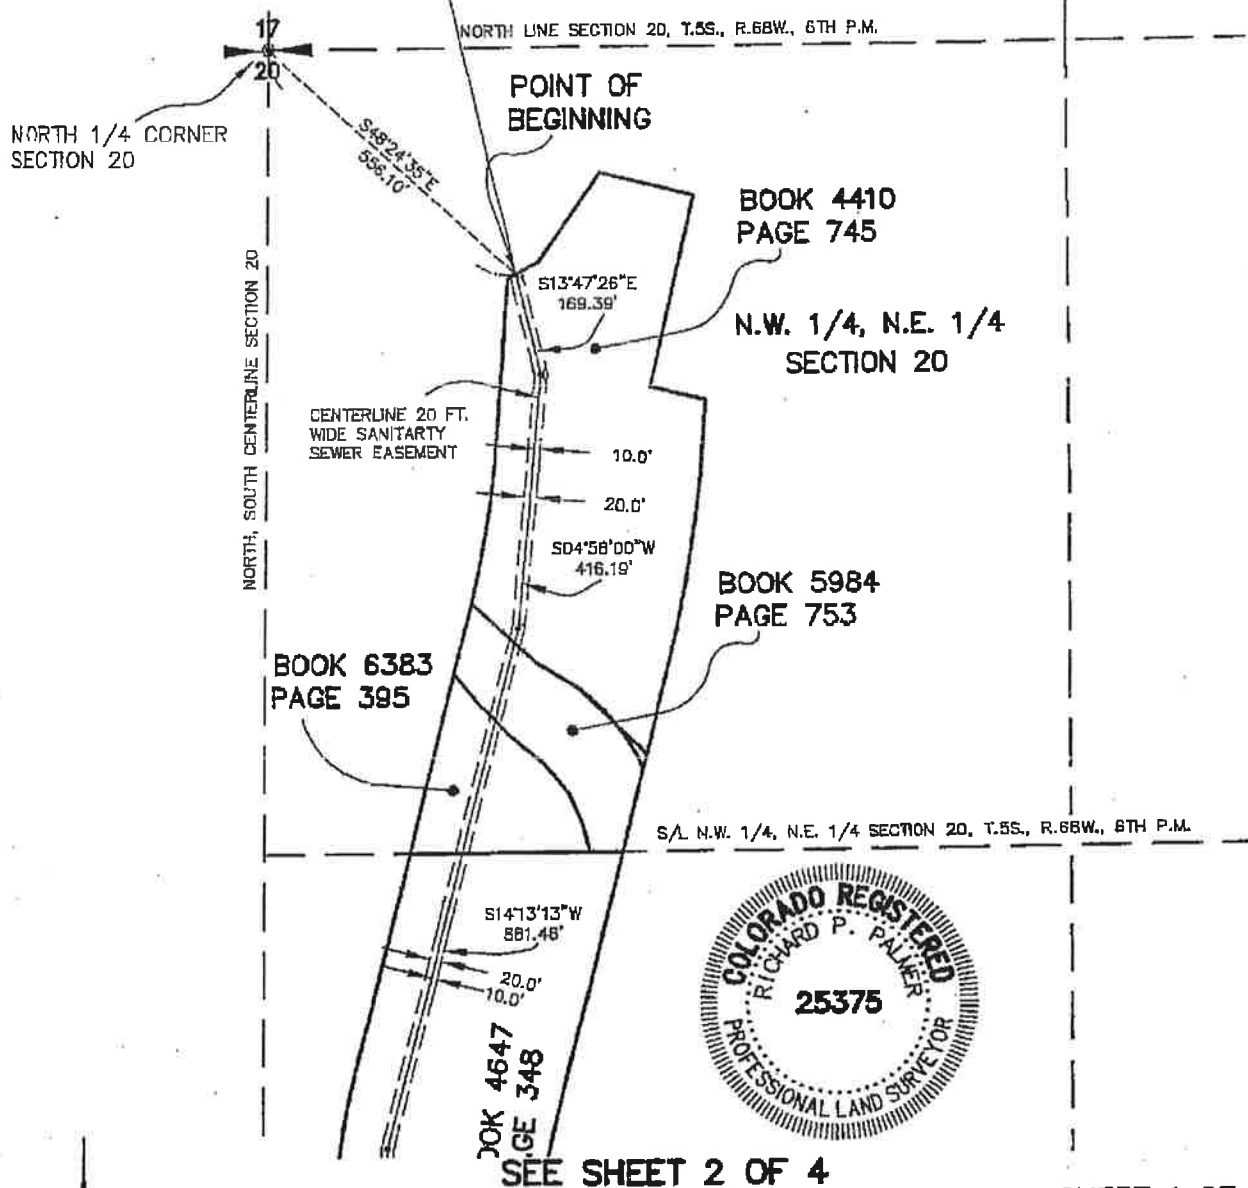 17
20
NORTH LINE SECTION 20, T.5S., R.68W., 6TH P.M.
POINT OF
BEGINNING
NORTH 1/4 CORNER
SECTION 20
S48°24'35"E
556.10'
BOOK 4410
PAGE 745
S13°47'26"E
169.39'
N.W. 1/4, N.E. 1/4
SECTION 20
NORTH, SOUTH CENTERLINE SECTION 20
CENTERLINE 20 FT.
WIDE SANITARTY
SEWER EASEMENT
10.0'
20.0'
S04°58'00"W
416.19'
BOOK 5984
PAGE 753
BOOK 6383
PAGE 395
S/L N.W. 1/4, N.E. 1/4 SECTION 20, T.5S., R.68W., 6TH P.M.
S14°13'13"W
881.48'
20.0'
10.0'
COLORADO REGISTERED
RICHARD P. PALMER
25375
PROFESSIONAL LAND SURVEYOR
OOK 4647
GE 348
SEE SHEET 2 OF 4